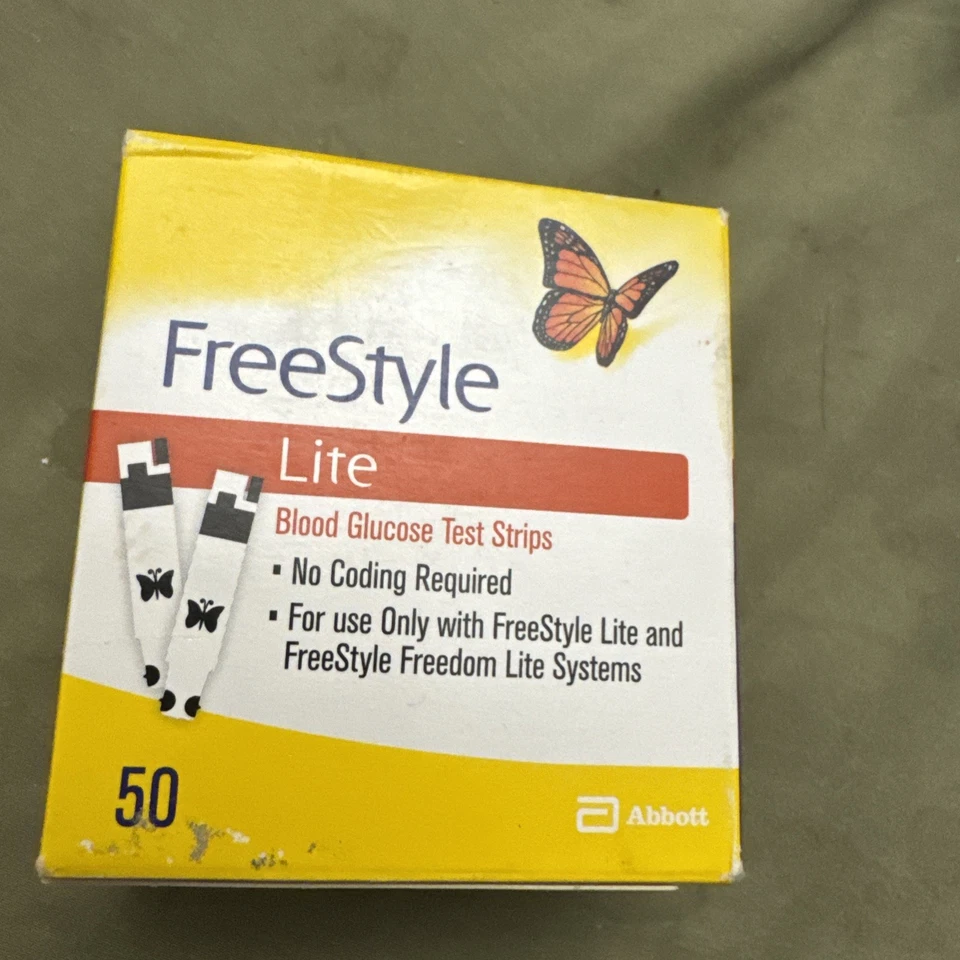 FreeStyle
Lite
Blood Glucose Test Strips
▪ No Coding Required
▪ For use Only with FreeStyle Lite and
FreeStyle Freedom Lite Systems
50
Abbott